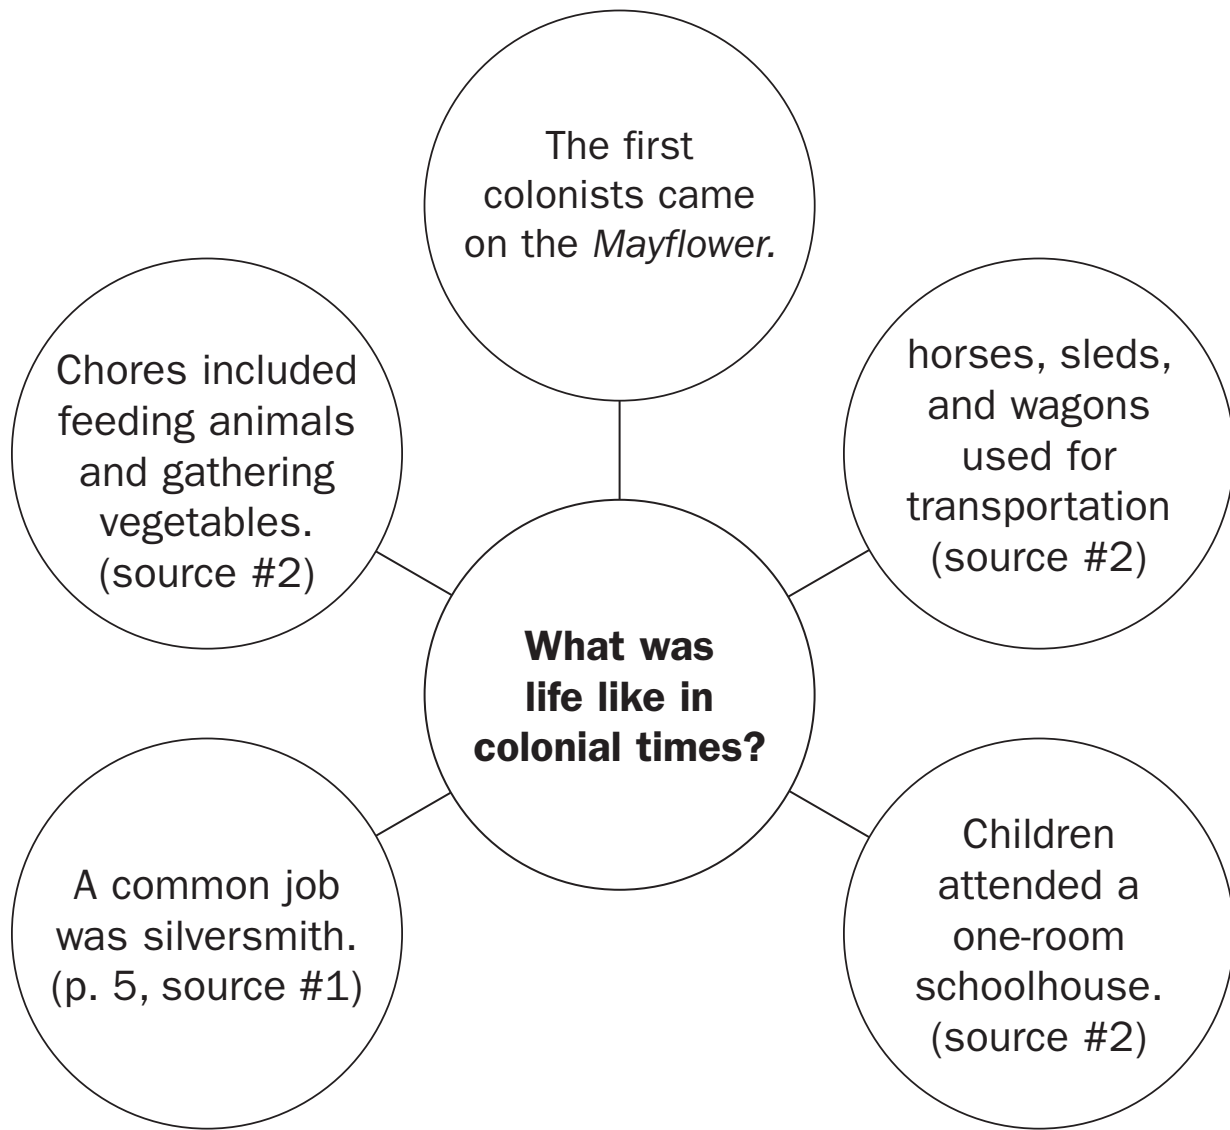 The first
colonists came
on the Mayflower.
Chores included
feeding animals
and gathering
vegetables.
(source #2)
horses, sleds,
and wagons
used for
transportation
(source #2)
What was
life like in
colonial times?
A common job
was silversmith.
(p. 5, source #1)
Children
attended a
one-room
schoolhouse.
(source #2)